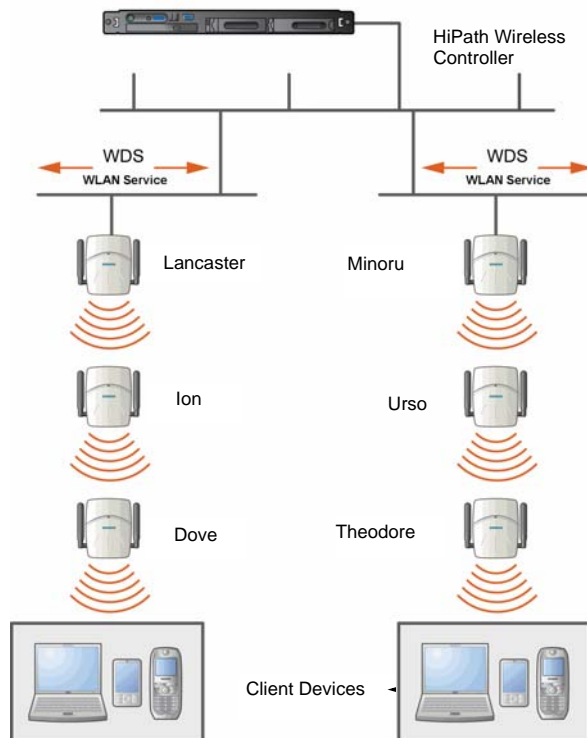 HiPath Wireless
Controller
WDS
WLAN Service
WDS
WLAN Service
Lancaster
Minoru
Ion
Urso
Dove
Theodore
Client Devices